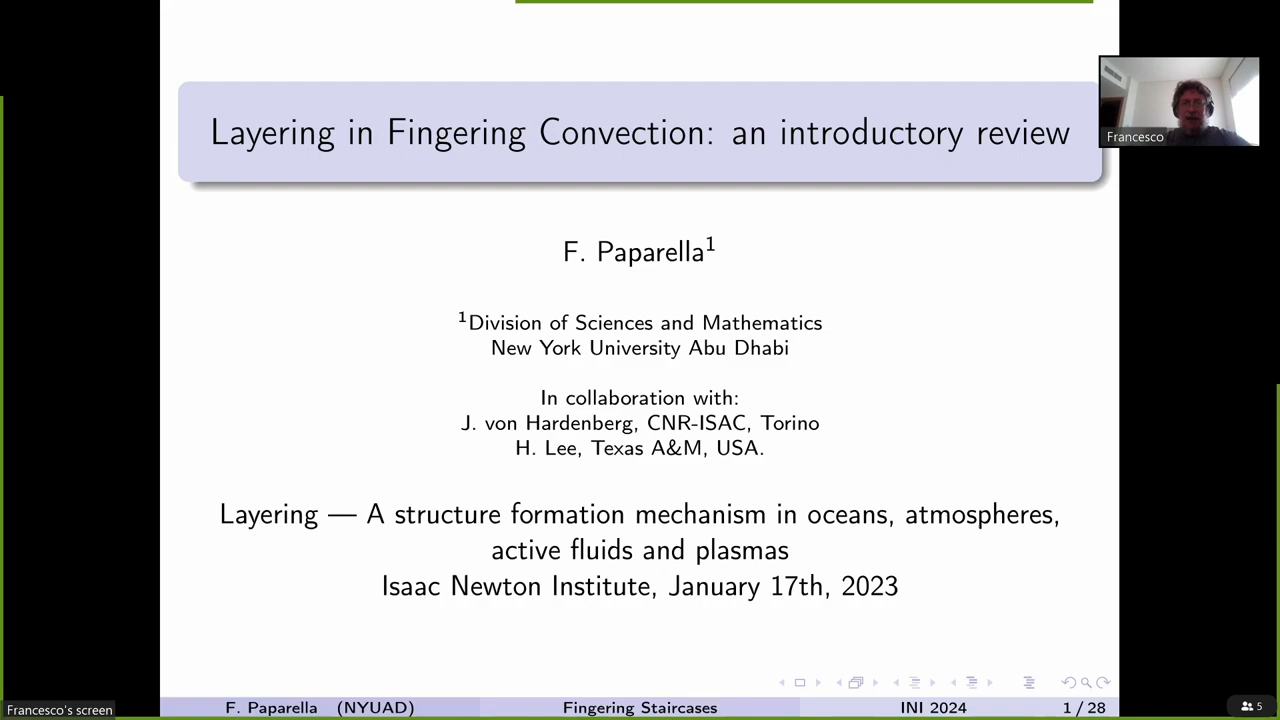 Layering in Fingering Convection: an introductory review
Francesco
F. Paparella1
1Division of Sciences and Mathematics
New York University Abu Dhabi
In collaboration with:
J. von Hardenberg, CNR-ISAC, Torino
H. Lee, Texas A&M, USA.
Layering — A structure formation mechanism in oceans, atmospheres,
active fluids and plasmas
Isaac Newton Institute, January 17th, 2023
F. Paparella (NYUAD) Fingering Staircases INI 2024 1 / 28
Francesco's screen
5